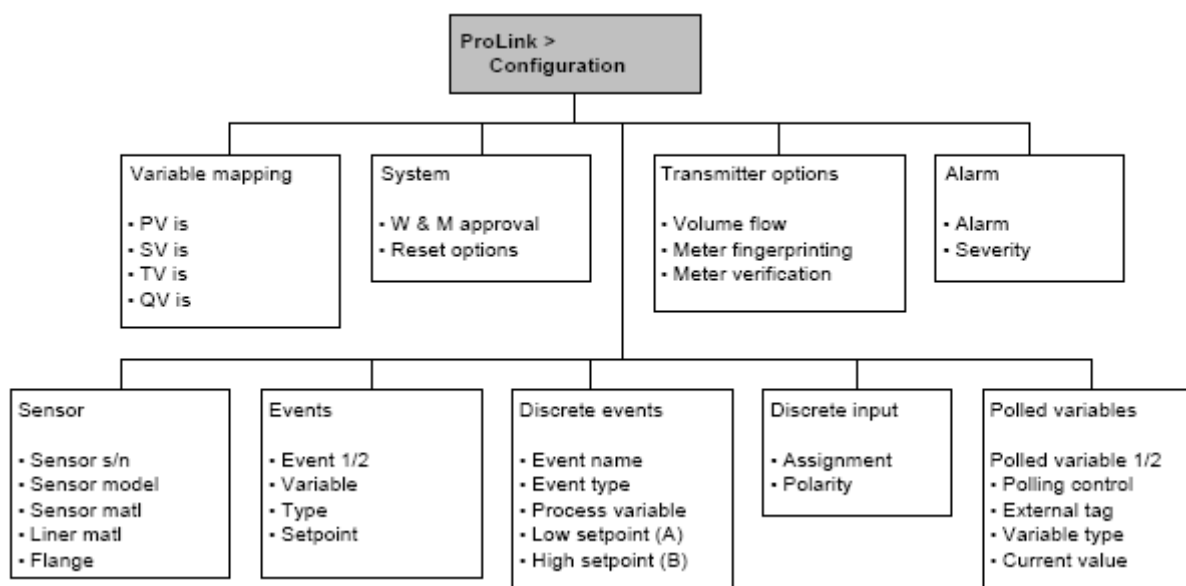 ProLink >
Configuration
Variable mapping
▪ PV is
▪ SV is
▪ TV is
▪ QV is
System
▪ W & M approval
▪ Reset options
Transmitter options
▪ Volume flow
▪ Meter fingerprinting
▪ Meter verification
Alarm
▪ Alarm
▪ Severity
Sensor
▪ Sensor s/n
▪ Sensor model
▪ Sensor matl
▪ Liner matl
▪ Flange
Events
▪ Event 1/2
▪ Variable
▪ Type
▪ Setpoint
Discrete events
▪ Event name
▪ Event type
▪ Process variable
▪ Low setpoint (A)
▪ High setpoint (B)
Discrete input
▪ Assignment
▪ Polarity
Polled variables
Polled variable 1/2
▪ Polling control
▪ External tag
▪ Variable type
▪ Current value